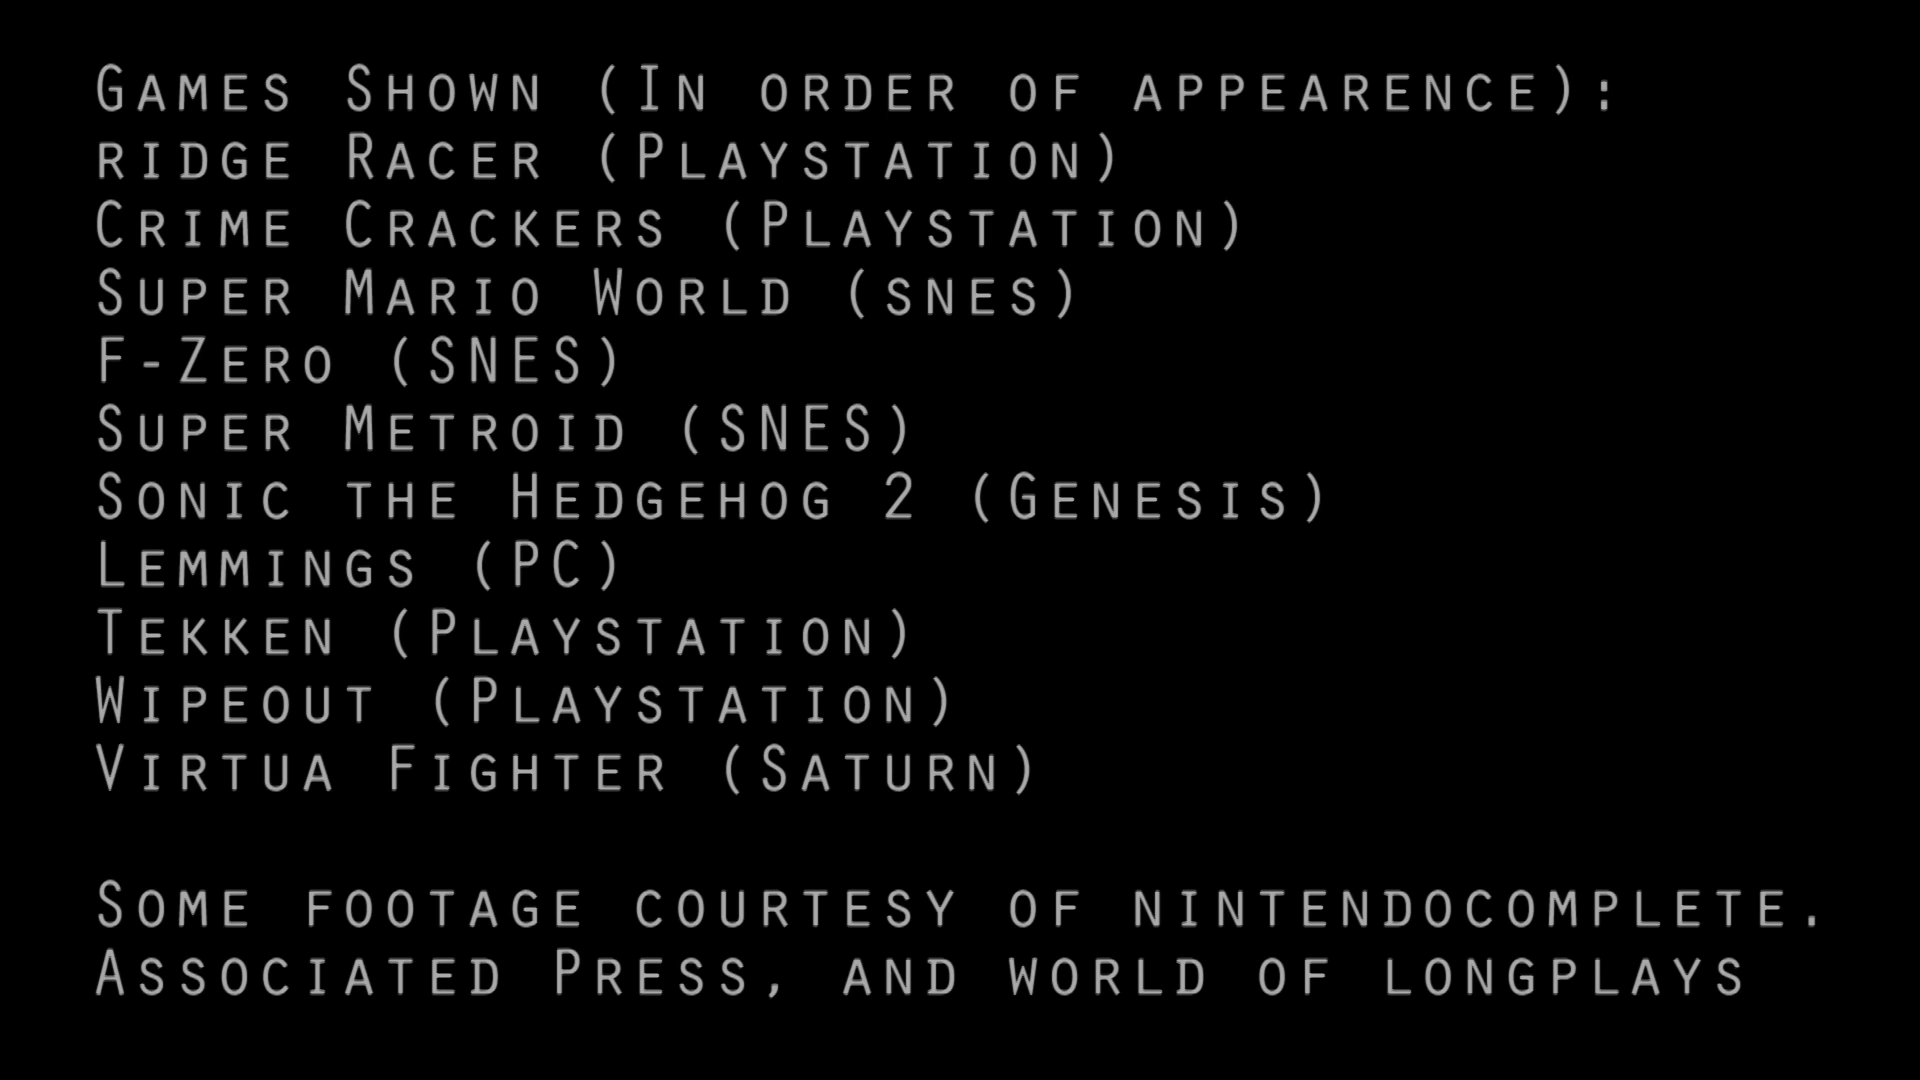 Games Shown (In order of appearence):
ridge Racer (Playstation)
Crime Crackers (Playstation)
Super Mario World (snes)
F-Zero (SNES)
Super Metroid (SNES)
Sonic the Hedgehog 2 (Genesis)
Lemmings (PC)
Tekken (Playstation)
Wipeout (Playstation)
Virtua Fighter (Saturn)
Some footage courtesy of nintendocomplete.
Associated Press, and world of longplays